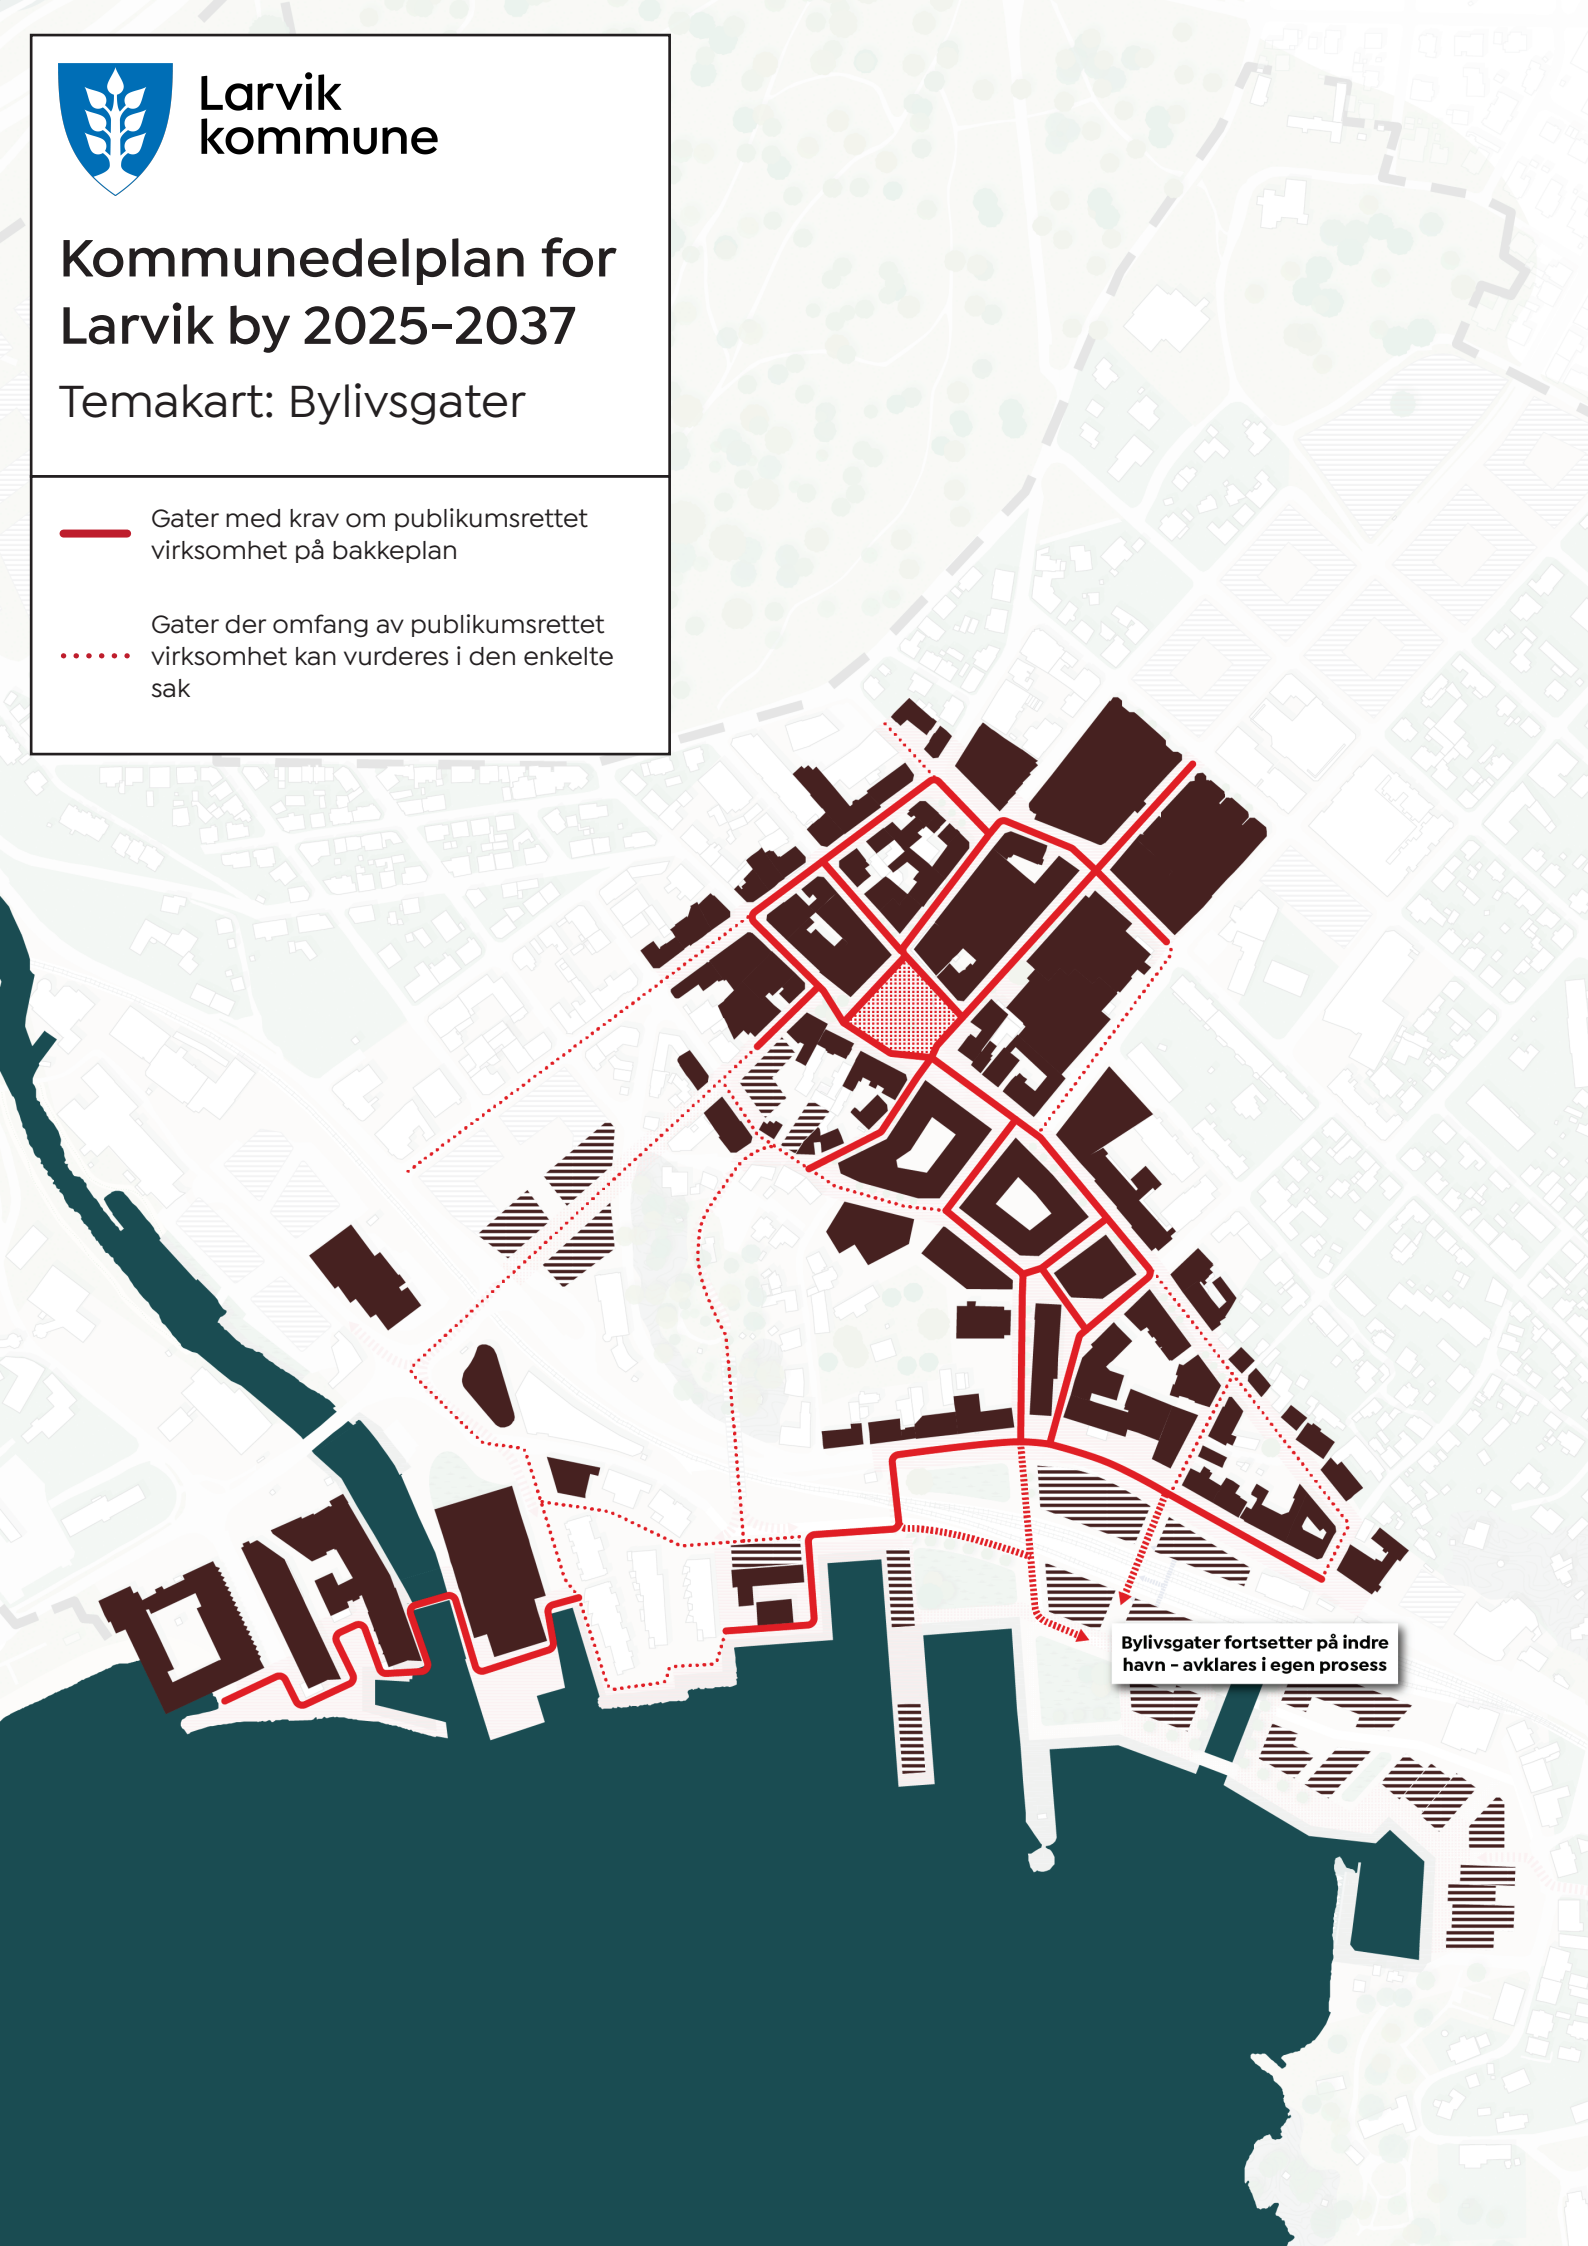 Larvik
kommune
Kommunedelplan for
Larvik by 2025-2037
Temakart: Bylivsgater
Gater med krav om publikumsrettet
virksomhet på bakkeplan
Gater der omfang av publikumsrettet
virksomhet kan vurderes i den enkelte
sak
Bylivsgater fortsetter på indre
havn - avklares i egen prosess